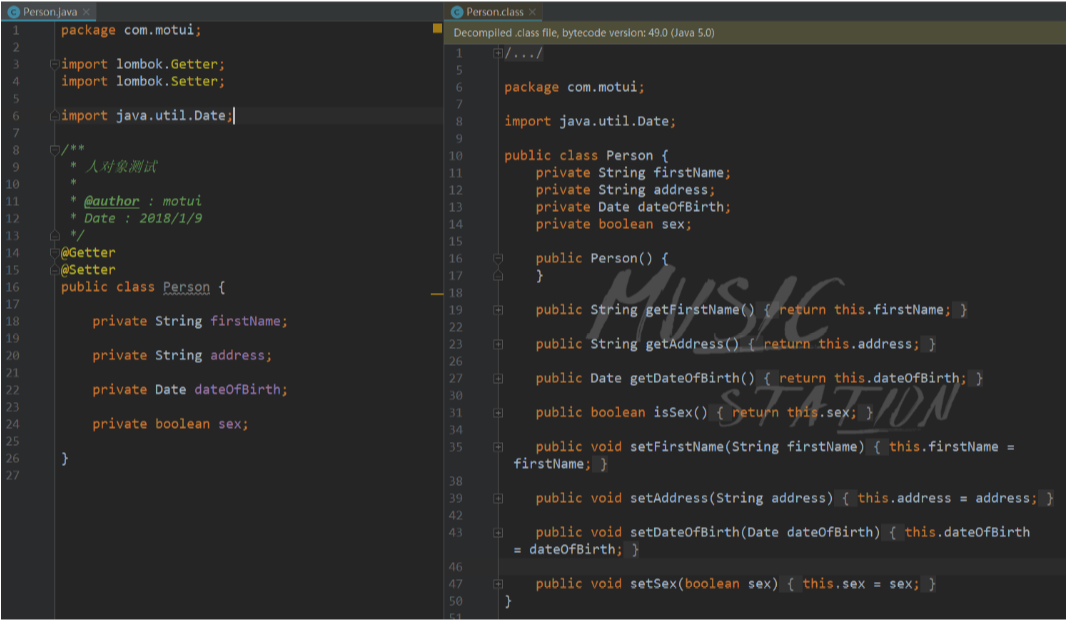 Person.java
1 package com.motui;
2
3 import lombok.Getter;
4 import lombok.Setter;
5
6 import java.util.Date;
7
8 /**
9 * 人对象测试
10 *
11 * @author : motui
12 * Date : 2018/1/9
13 */
14 @Getter
15 @Setter
16 public class Person {
17
18 private String firstName;
19
20 private String address;
21
22 private Date dateOfBirth;
23
24 private boolean sex;
25
26 }
27
Person.class
Decompiled .class file, bytecode version: 49.0 (Java 5.0)
1 /.../
5
6 package com.motui;
7
8 import java.util.Date;
9
10 public class Person {
11 private String firstName;
12 private String address;
13 private Date dateOfBirth;
14 private boolean sex;
15
16 public Person() {
17 }
18
19 public String getFirstName() { return this.firstName; }
22
23 public String getAddress() { return this.address; }
26
27 public Date getDateOfBirth() { return this.dateOfBirth; }
30
31 public boolean isSex() { return this.sex; }
34
35 public void setFirstName(String firstName) { this.firstName =
firstName; }
38
39 public void setAddress(String address) { this.address = address; }
42
43 public void setDateOfBirth(Date dateOfBirth) { this.dateOfBirth
= dateOfBirth; }
46
47 public void setSex(boolean sex) { this.sex = sex; }
50 }
51
MUSIC
STATION